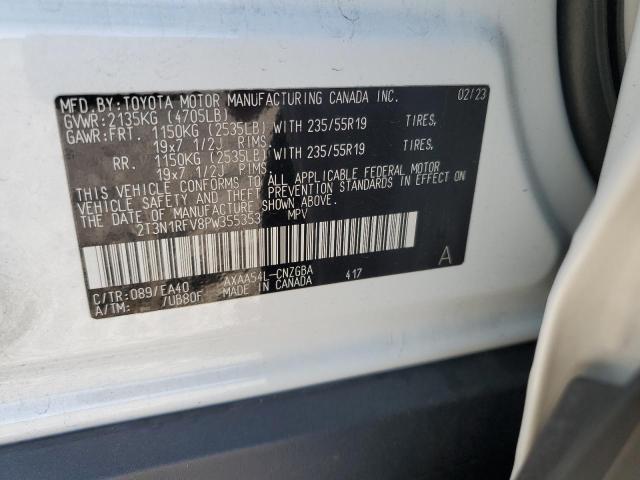 MFD. BY: TOYOTA MOTOR MANUFACTURING CANADA INC. 02/23
GVWR: 2135KG (4705LB)
GAWR: FRT. 1150KG (2535LB) WITH 235/55R19 TIRES,
19x7 1/2J RIMS
RR. 1150KG (2535LB) WITH 235/55R19 TIRES,
19x7 1/2J RIMS
THIS VEHICLE CONFORMS TO ALL APPLICABLE FEDERAL MOTOR
VEHICLE SAFETY AND THEFT PREVENTION STANDARDS IN EFFECT ON
THE DATE OF MANUFACTURE SHOWN ABOVE.
2T3N1RFV8PW355353 MPV
A
C/TR: 089/EA40 AXAA54L-CNZGBA 417
A/TM: /UB80F MADE IN CANADA